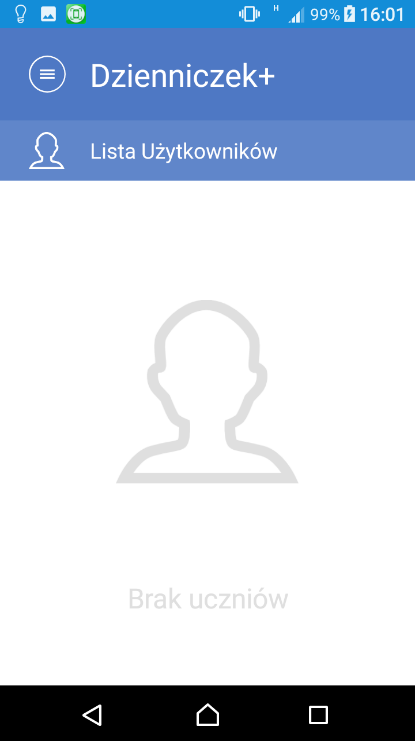 H 99% 16:01
Dzienniczek+
Lista Użytkowników
Brak uczniów